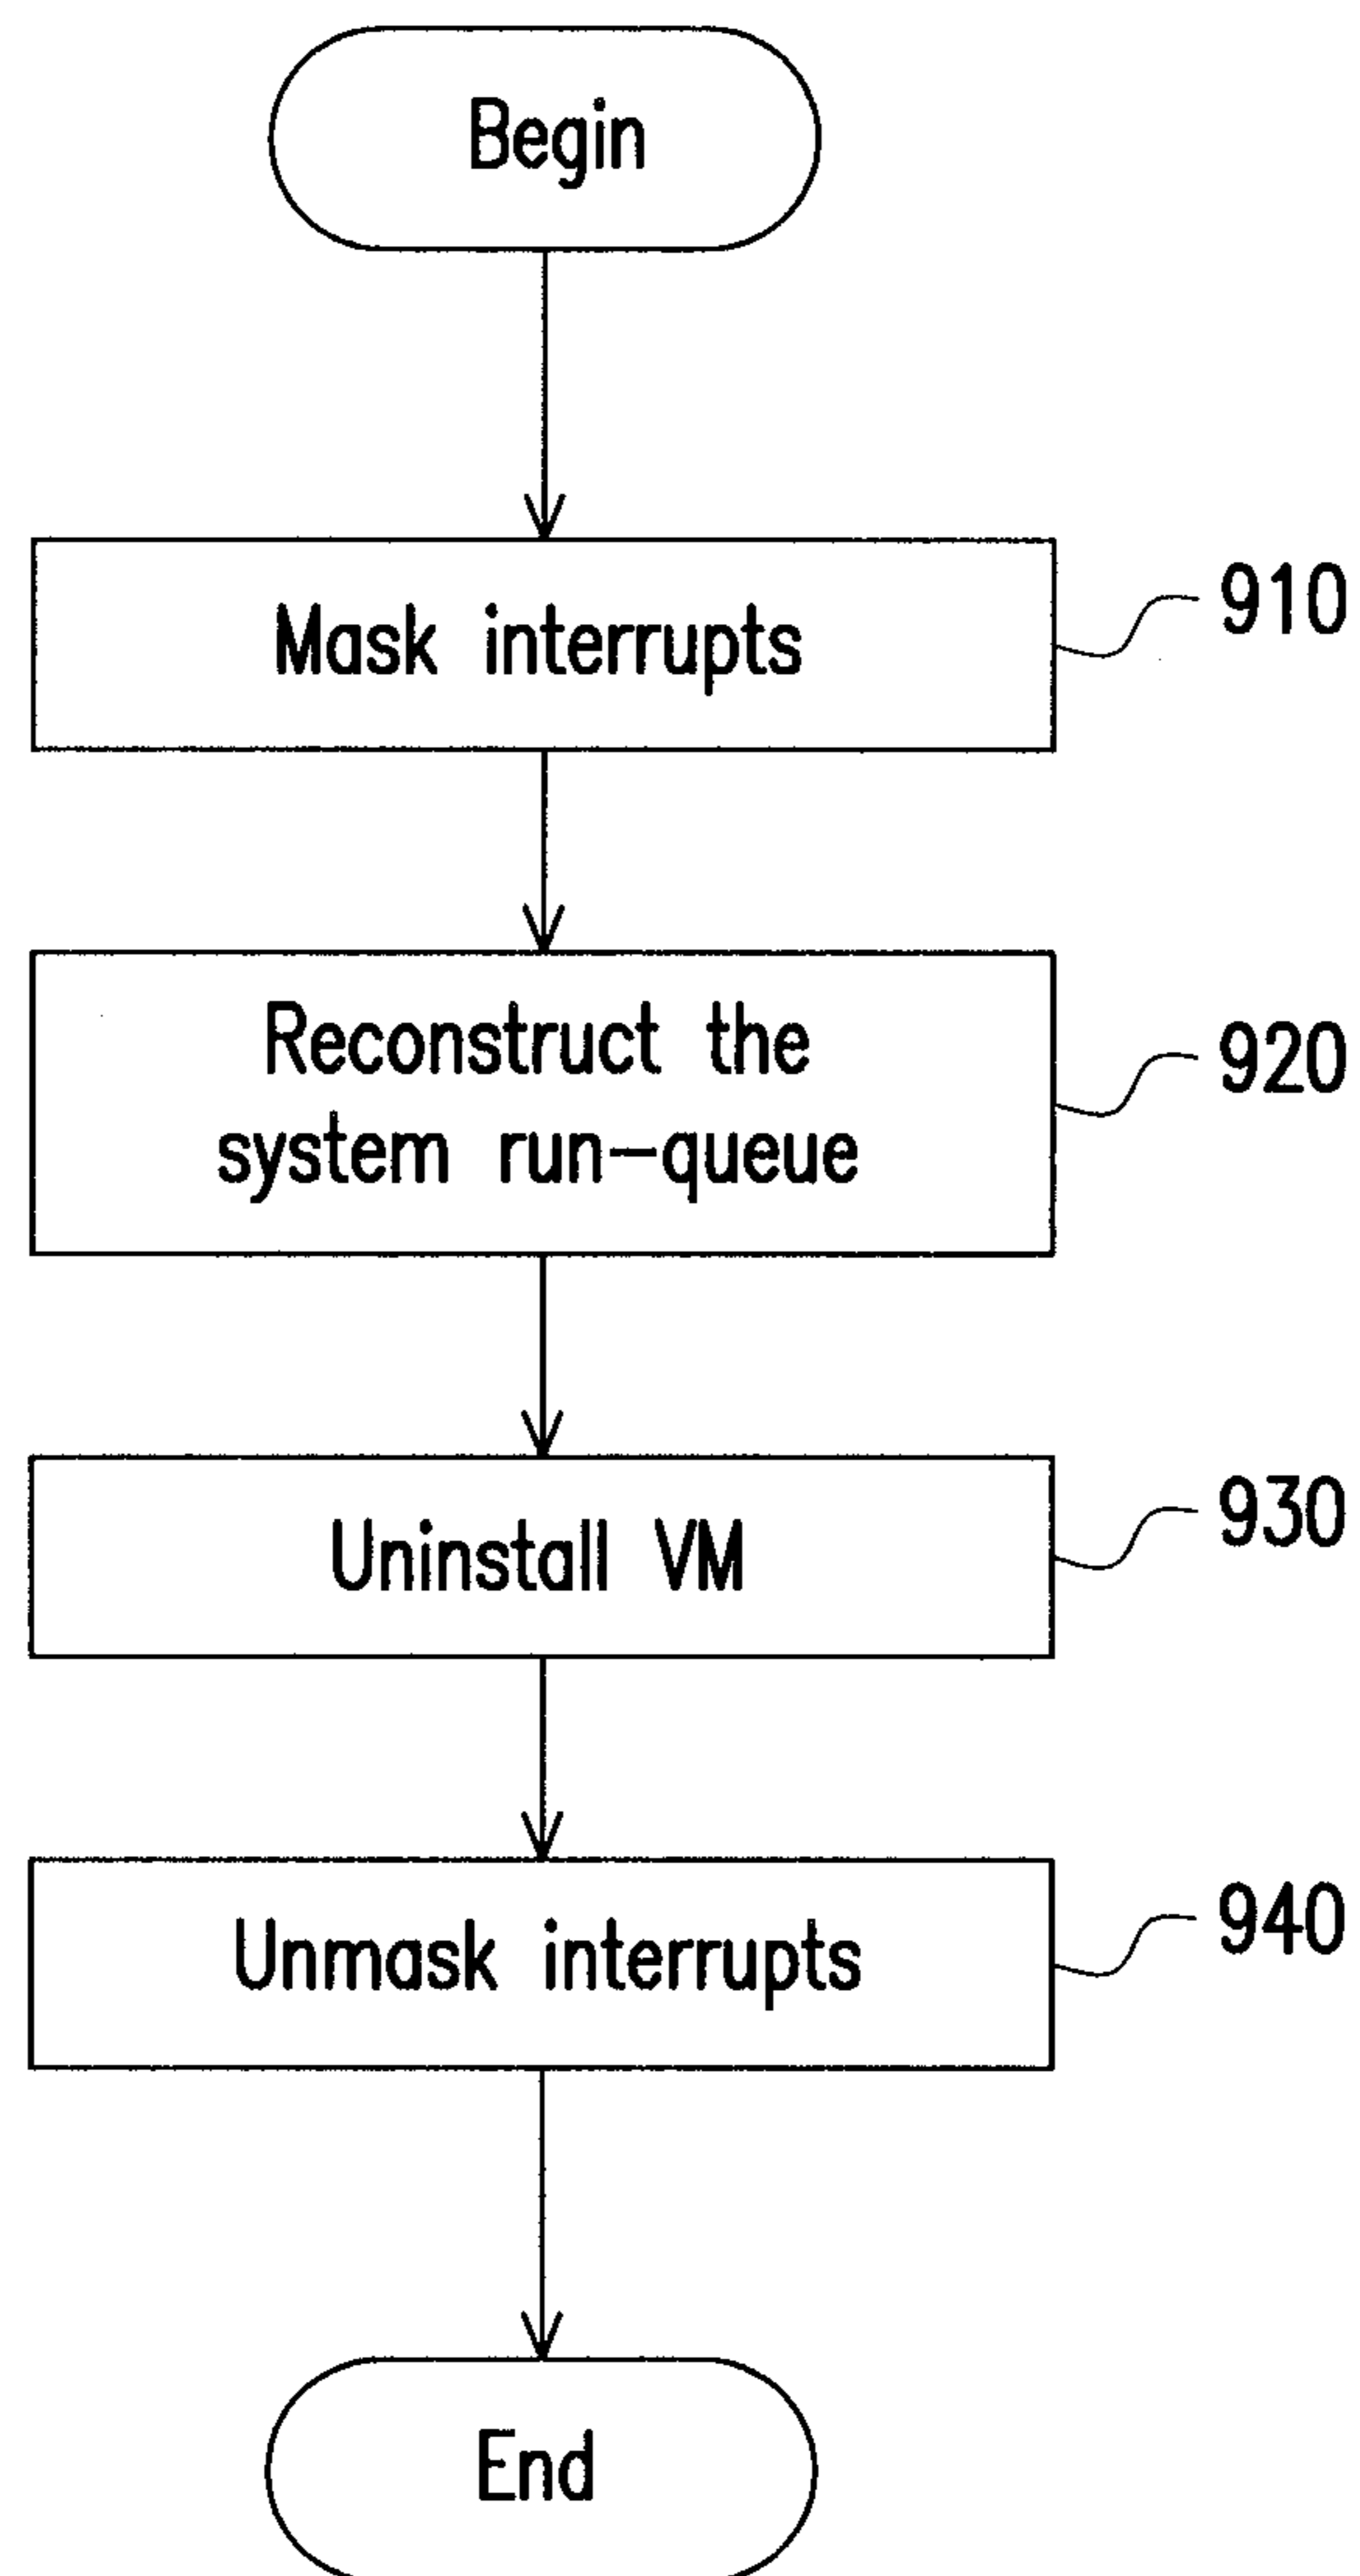 Begin
Mask interrupts
910
Reconstruct the
system run-queue
920
Uninstall VM
930
Unmask interrupts
940
End